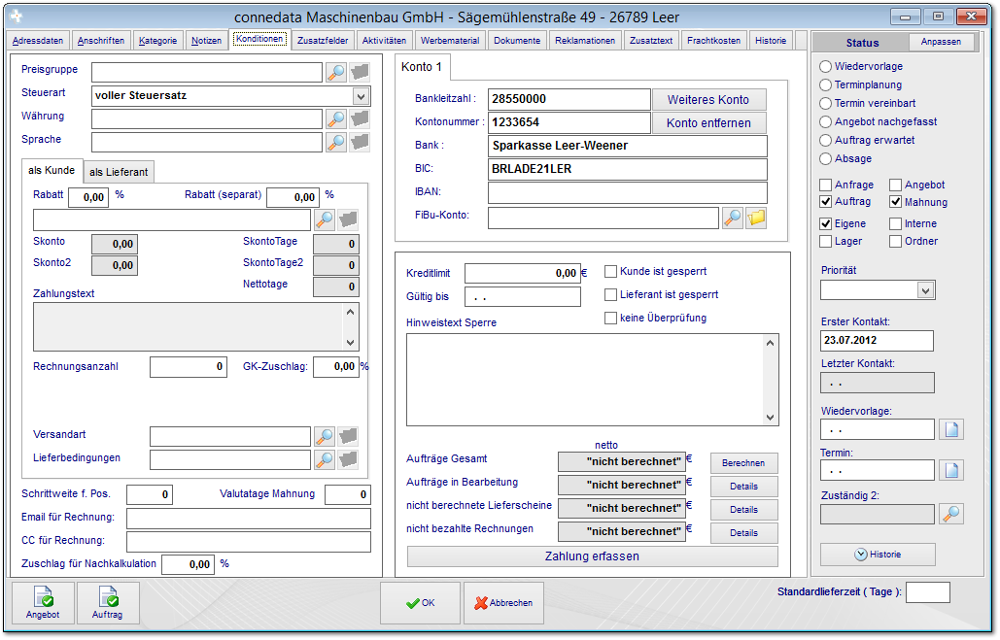 connedata Maschinenbau GmbH - Sägemühlenstraße 49 - 26789 Leer
Adressdaten Anschriften Kategorie Notizen Konditionen Zusatzfelder Aktivitäten Werbematerial Dokumente Reklamationen Zusatztext Frachtkosten Historie
Preisgruppe
Steuerart voller Steuersatz
Währung
Sprache
als Kunde als Lieferant
Rabatt 0,00 % Rabatt (separat) 0,00 %
Skonto 0,00 SkontoTage 0
Skonto2 0,00 SkontoTage2 0
Nettotage 0
Zahlungstext
Rechnungsanzahl 0 GK-Zuschlag: 0,00 %
Versandart
Lieferbedingungen
Schrittweite f. Pos. 0 Valutatage Mahnung 0
Email für Rechnung:
CC für Rechnung:
Zuschlag für Nachkalkulation 0,00 %
Konto 1
Bankleitzahl : 28550000 Weiteres Konto
Kontonummer : 1233654 Konto entfernen
Bank : Sparkasse Leer-Weener
BIC: BRLADE21LER
IBAN:
FiBu-Konto:
Kreditlimit 0,00 € Kunde ist gesperrt
Gültig bis . . Lieferant ist gesperrt
keine Überprüfung
Hinweistext Sperre
netto
Aufträge Gesamt "nicht berechnet" € Berechnen
Aufträge in Bearbeitung "nicht berechnet" € Details
nicht berechnete Lieferscheine "nicht berechnet" € Details
nicht bezahlte Rechnungen "nicht berechnet" € Details
Zahlung erfassen
Status Anpassen
Wiedervorlage
Terminplanung
Termin vereinbart
Angebot nachgefasst
Auftrag erwartet
Absage
Anfrage Angebot
Auftrag Mahnung
Eigene Interne
Lager Ordner
Priorität
Erster Kontakt:
23.07.2012
Letzter Kontakt:
. .
Wiedervorlage:
. .
Termin:
. .
Zuständig 2:
Historie
Angebot Auftrag OK Abbrechen Standardlieferzeit ( Tage ):